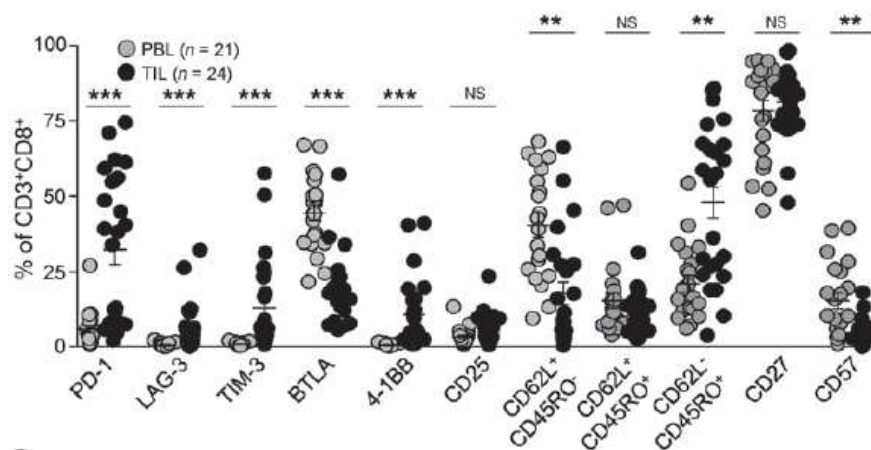 ** NS ** NS **
100
PBL (n = 21)
TIL (n = 24)
*** *** *** *** *** NS
75
50
25
0
% of CD3⁺CD8⁺
PD-1
LAG-3
TIM-3
BTLA
4-1BB
CD25
CD62L⁺
CD45RO⁻
CD62L⁺
CD45RO⁺
CD62L⁻
CD45RO⁺
CD27
CD57